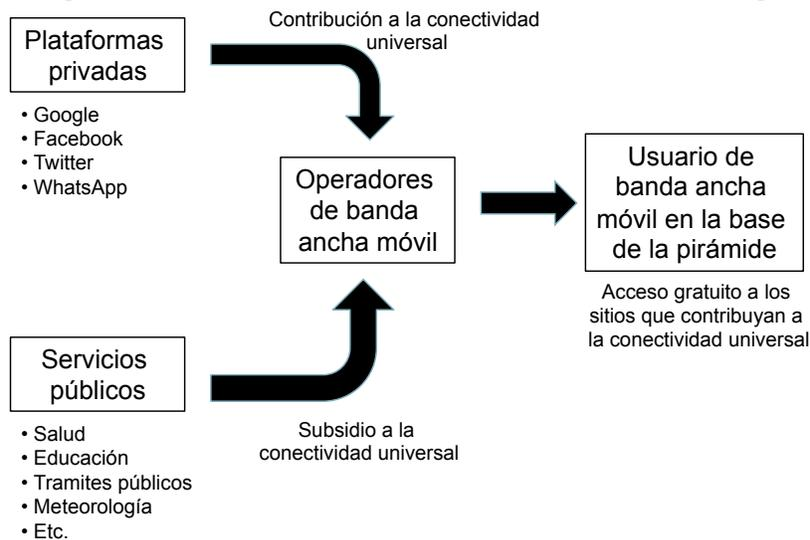 Contribución a la conectividad
universal
Plataformas
privadas
• Google
• Facebook
• Twitter
• WhatsApp
Operadores
de banda
ancha móvil
Usuario de
banda ancha
móvil en la base
de la pirámide
Acceso gratuito a los
sitios que contribuyan a
la conectividad universal
Servicios
públicos
• Salud
• Educación
• Tramites públicos
• Meteorología
• Etc.
Subsidio a la
conectividad universal